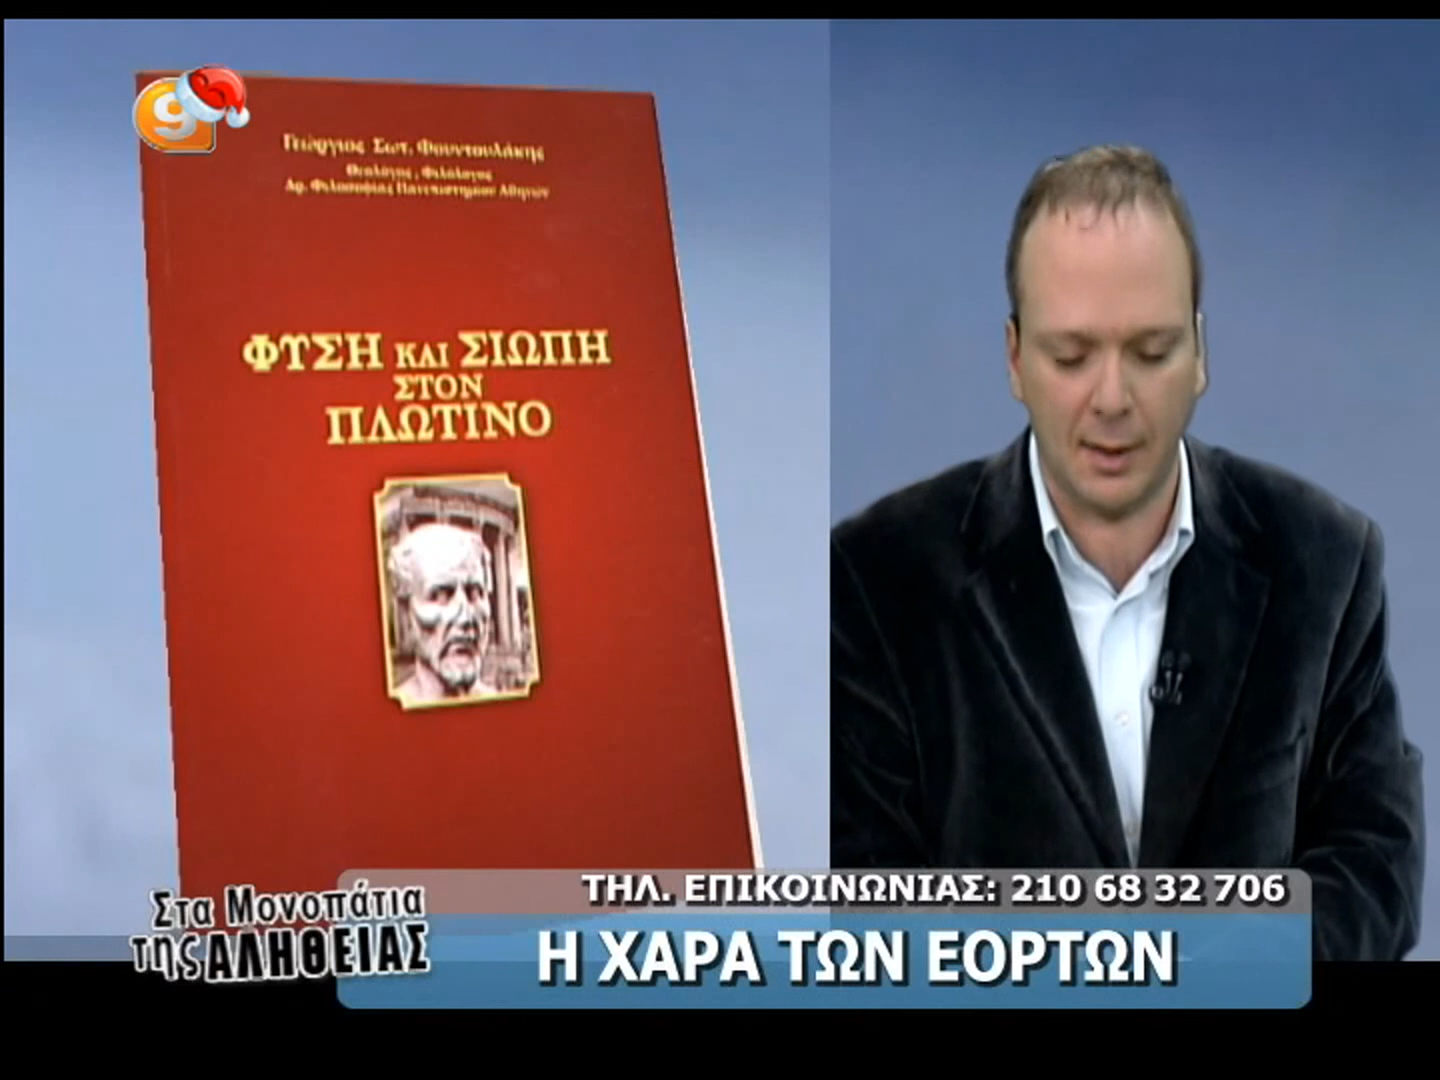 9
Γεώργιος Σωτ. Φουντουλάκης
Θεολόγος, Φιλόλογος
Δρ. Φιλοσοφίας Πανεπιστημίου Αθηνών
ΦΥΣΗ ΚΑΙ ΣΙΩΠΗ
ΣΤΟΝ
ΠΛΩΤΙΝΟ
ΤΗΛ. ΕΠΙΚΟΙΝΩΝΙΑΣ: 210 68 32 706
Στα Μονοπάτια
της ΑΛΗΘΕΙΑΣ
Η ΧΑΡΑ ΤΩΝ ΕΟΡΤΩΝ